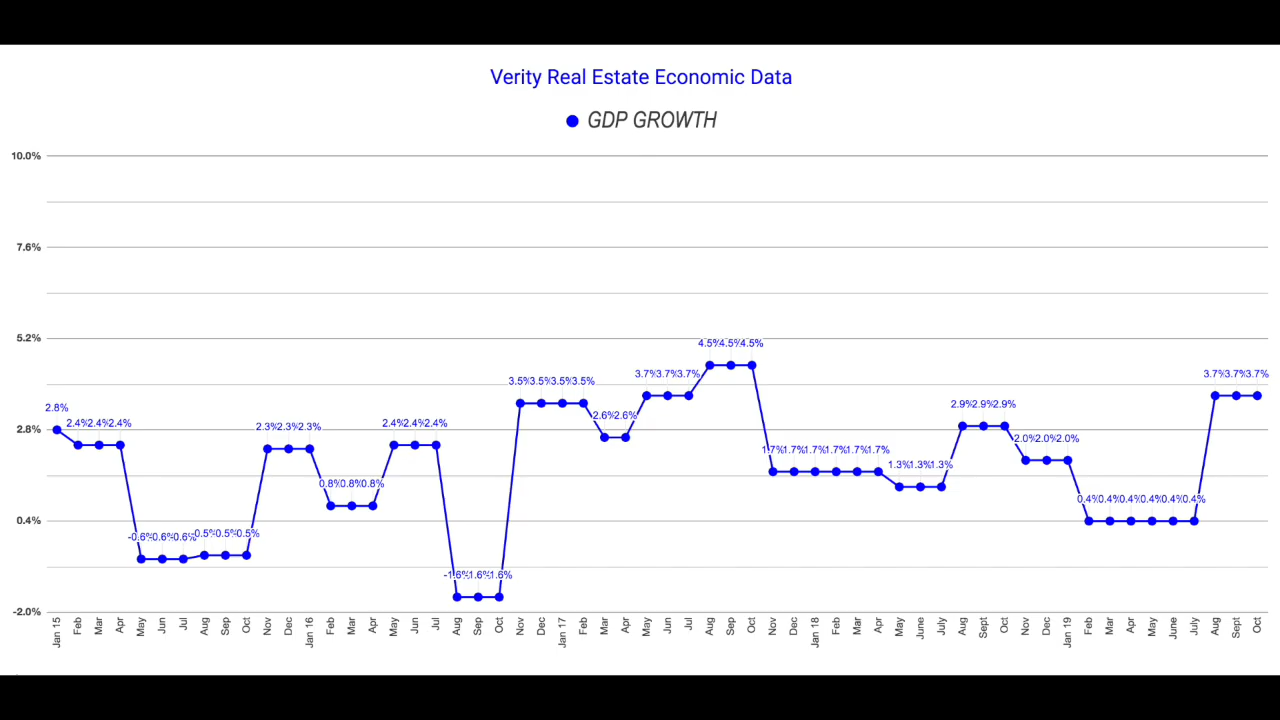 Verity Real Estate Economic Data
GDP GROWTH
10.0%
7.6%
5.2%
2.8%
0.4%
-2.0%
2.8%
2.4% 2.4% 2.4%
-0.6% 0.6% 0.6%
0.5% 0.5% 0.5%
2.3% 2.3% 2.3%
0.8% 0.8% 0.8%
2.4% 2.4% 2.4%
-1.6% 1.6% 1.6%
3.5% 3.5% 3.5% 3.5%
2.6% 2.6%
3.7% 3.7% 3.7%
4.5% 4.5% 4.5%
1.7% 1.7% 1.7% 1.7% 1.7% 1.7%
1.3% 1.3% 1.3%
2.9% 2.9% 2.9%
2.0% 2.0% 2.0%
0.4% 0.4% 0.4% 0.4% 0.4% 0.4%
3.7% 3.7% 3.7%
Jan 15
Feb
Mar
Apr
May
Jun
Jul
Aug
Sep
Oct
Nov
Dec
Jan 16
Feb
Mar
Apr
May
Jun
Jul
Aug
Sep
Oct
Nov
Dec
Jan 17
Feb
Mar
Apr
May
Jun
Jul
Aug
Sep
Oct
Nov
Dec
Jan 18
Feb
Mar
Apr
May
June
July
Aug
Sept
Oct
Nov
Dec
Jan 19
Feb
Mar
Apr
May
June
July
Aug
Sept
Oct